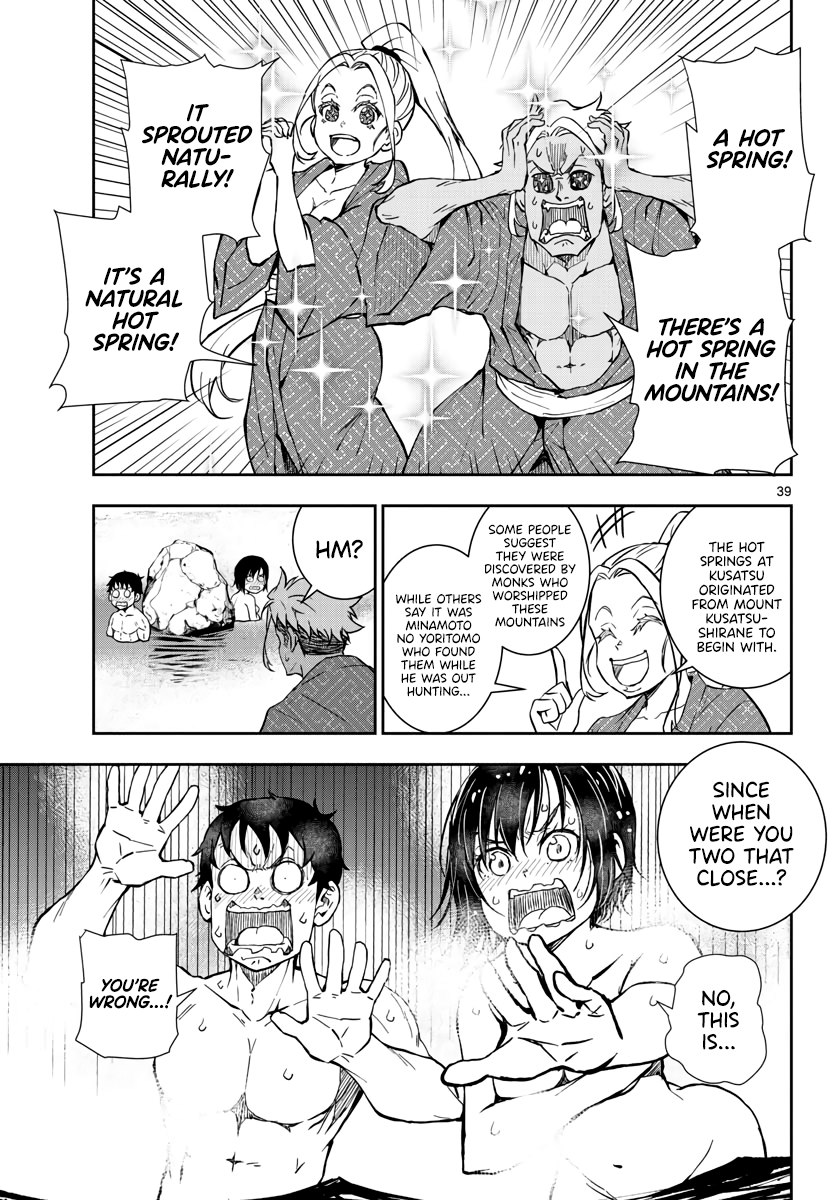 A HOT
SPRING!
THERE'S A
HOT SPRING
IN THE
MOUNTAINS!
IT
SPROUTED
NATU-
RALLY!
IT'S A
NATURAL
HOT
SPRING!
39
THE HOT
SPRINGS AT
KUSATSU
ORIGINATED
FROM MOUNT
KUSATSU-
SHIRANE TO
BEGIN WITH.
SOME PEOPLE
SUGGEST
THEY WERE
DISCOVERED BY
MONKS WHO
WORSHIPPED
THESE
MOUNTAINS
WHILE OTHERS
SAY IT WAS
MINAMOTO
NO YORITOMO
WHO FOUND
THEM WHILE
HE WAS OUT
HUNTING...
HM?
SINCE
WHEN
WERE YOU
TWO THAT
CLOSE...?
NO,
THIS
IS...
YOU'RE
WRONG...!